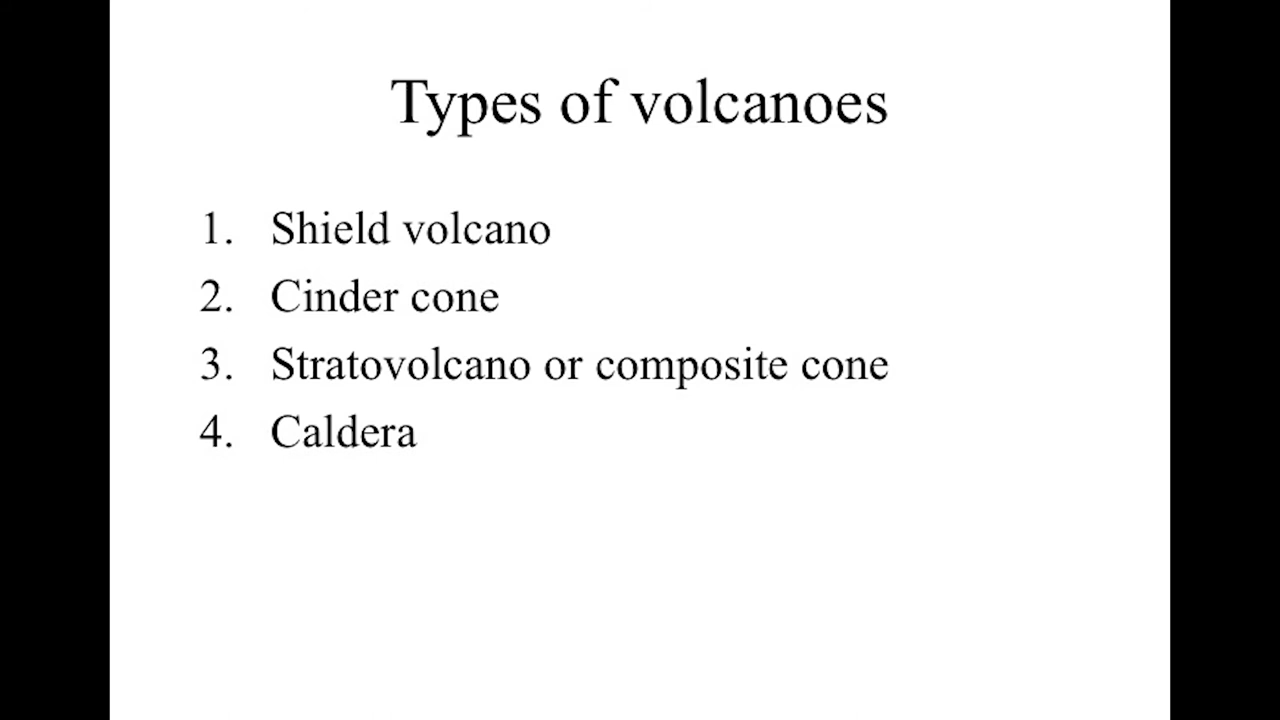 Types of volcanoes
1. Shield volcano
2. Cinder cone
3. Stratovolcano or composite cone
4. Caldera